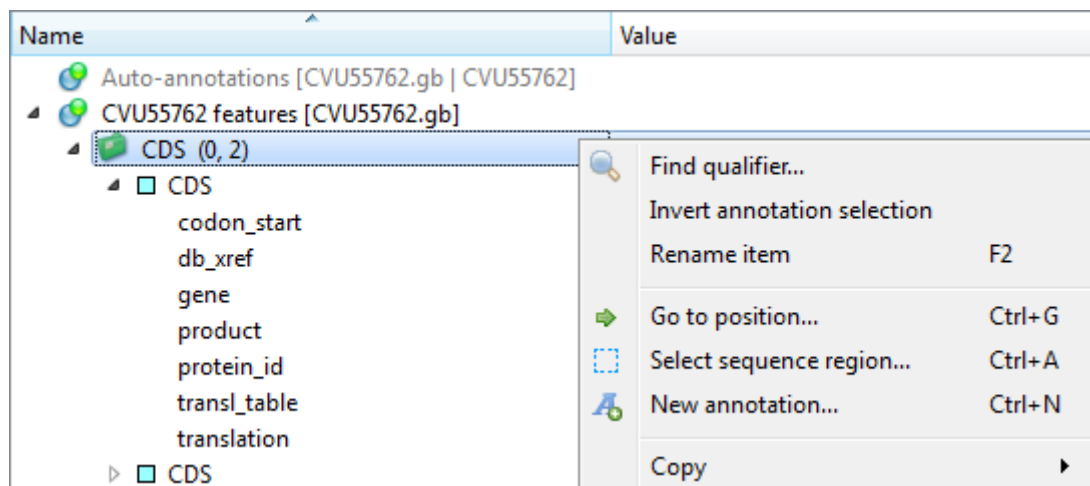 Name Value
Auto-annotations [CVU55762.gb | CVU55762]
CVU55762 features [CVU55762.gb]
CDS (0, 2)
CDS
codon_start
db_xref
gene
product
protein_id
transl_table
translation
CDS
Find qualifier...
Invert annotation selection
Rename item F2
Go to position... Ctrl+G
Select sequence region... Ctrl+A
New annotation... Ctrl+N
Copy